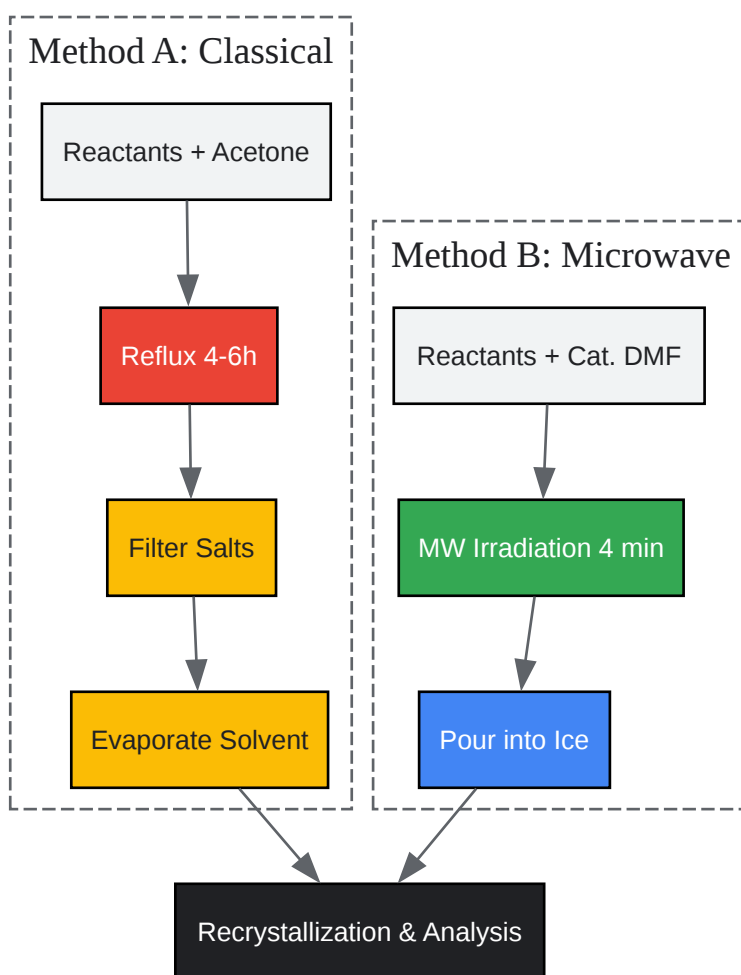 Method A: Classical
Reactants + Acetone
Reflux 4-6h
Filter Salts
Evaporate Solvent
Method B: Microwave
Reactants + Cat. DMF
MW Irradiation 4 min
Pour into Ice
Recrystallization & Analysis